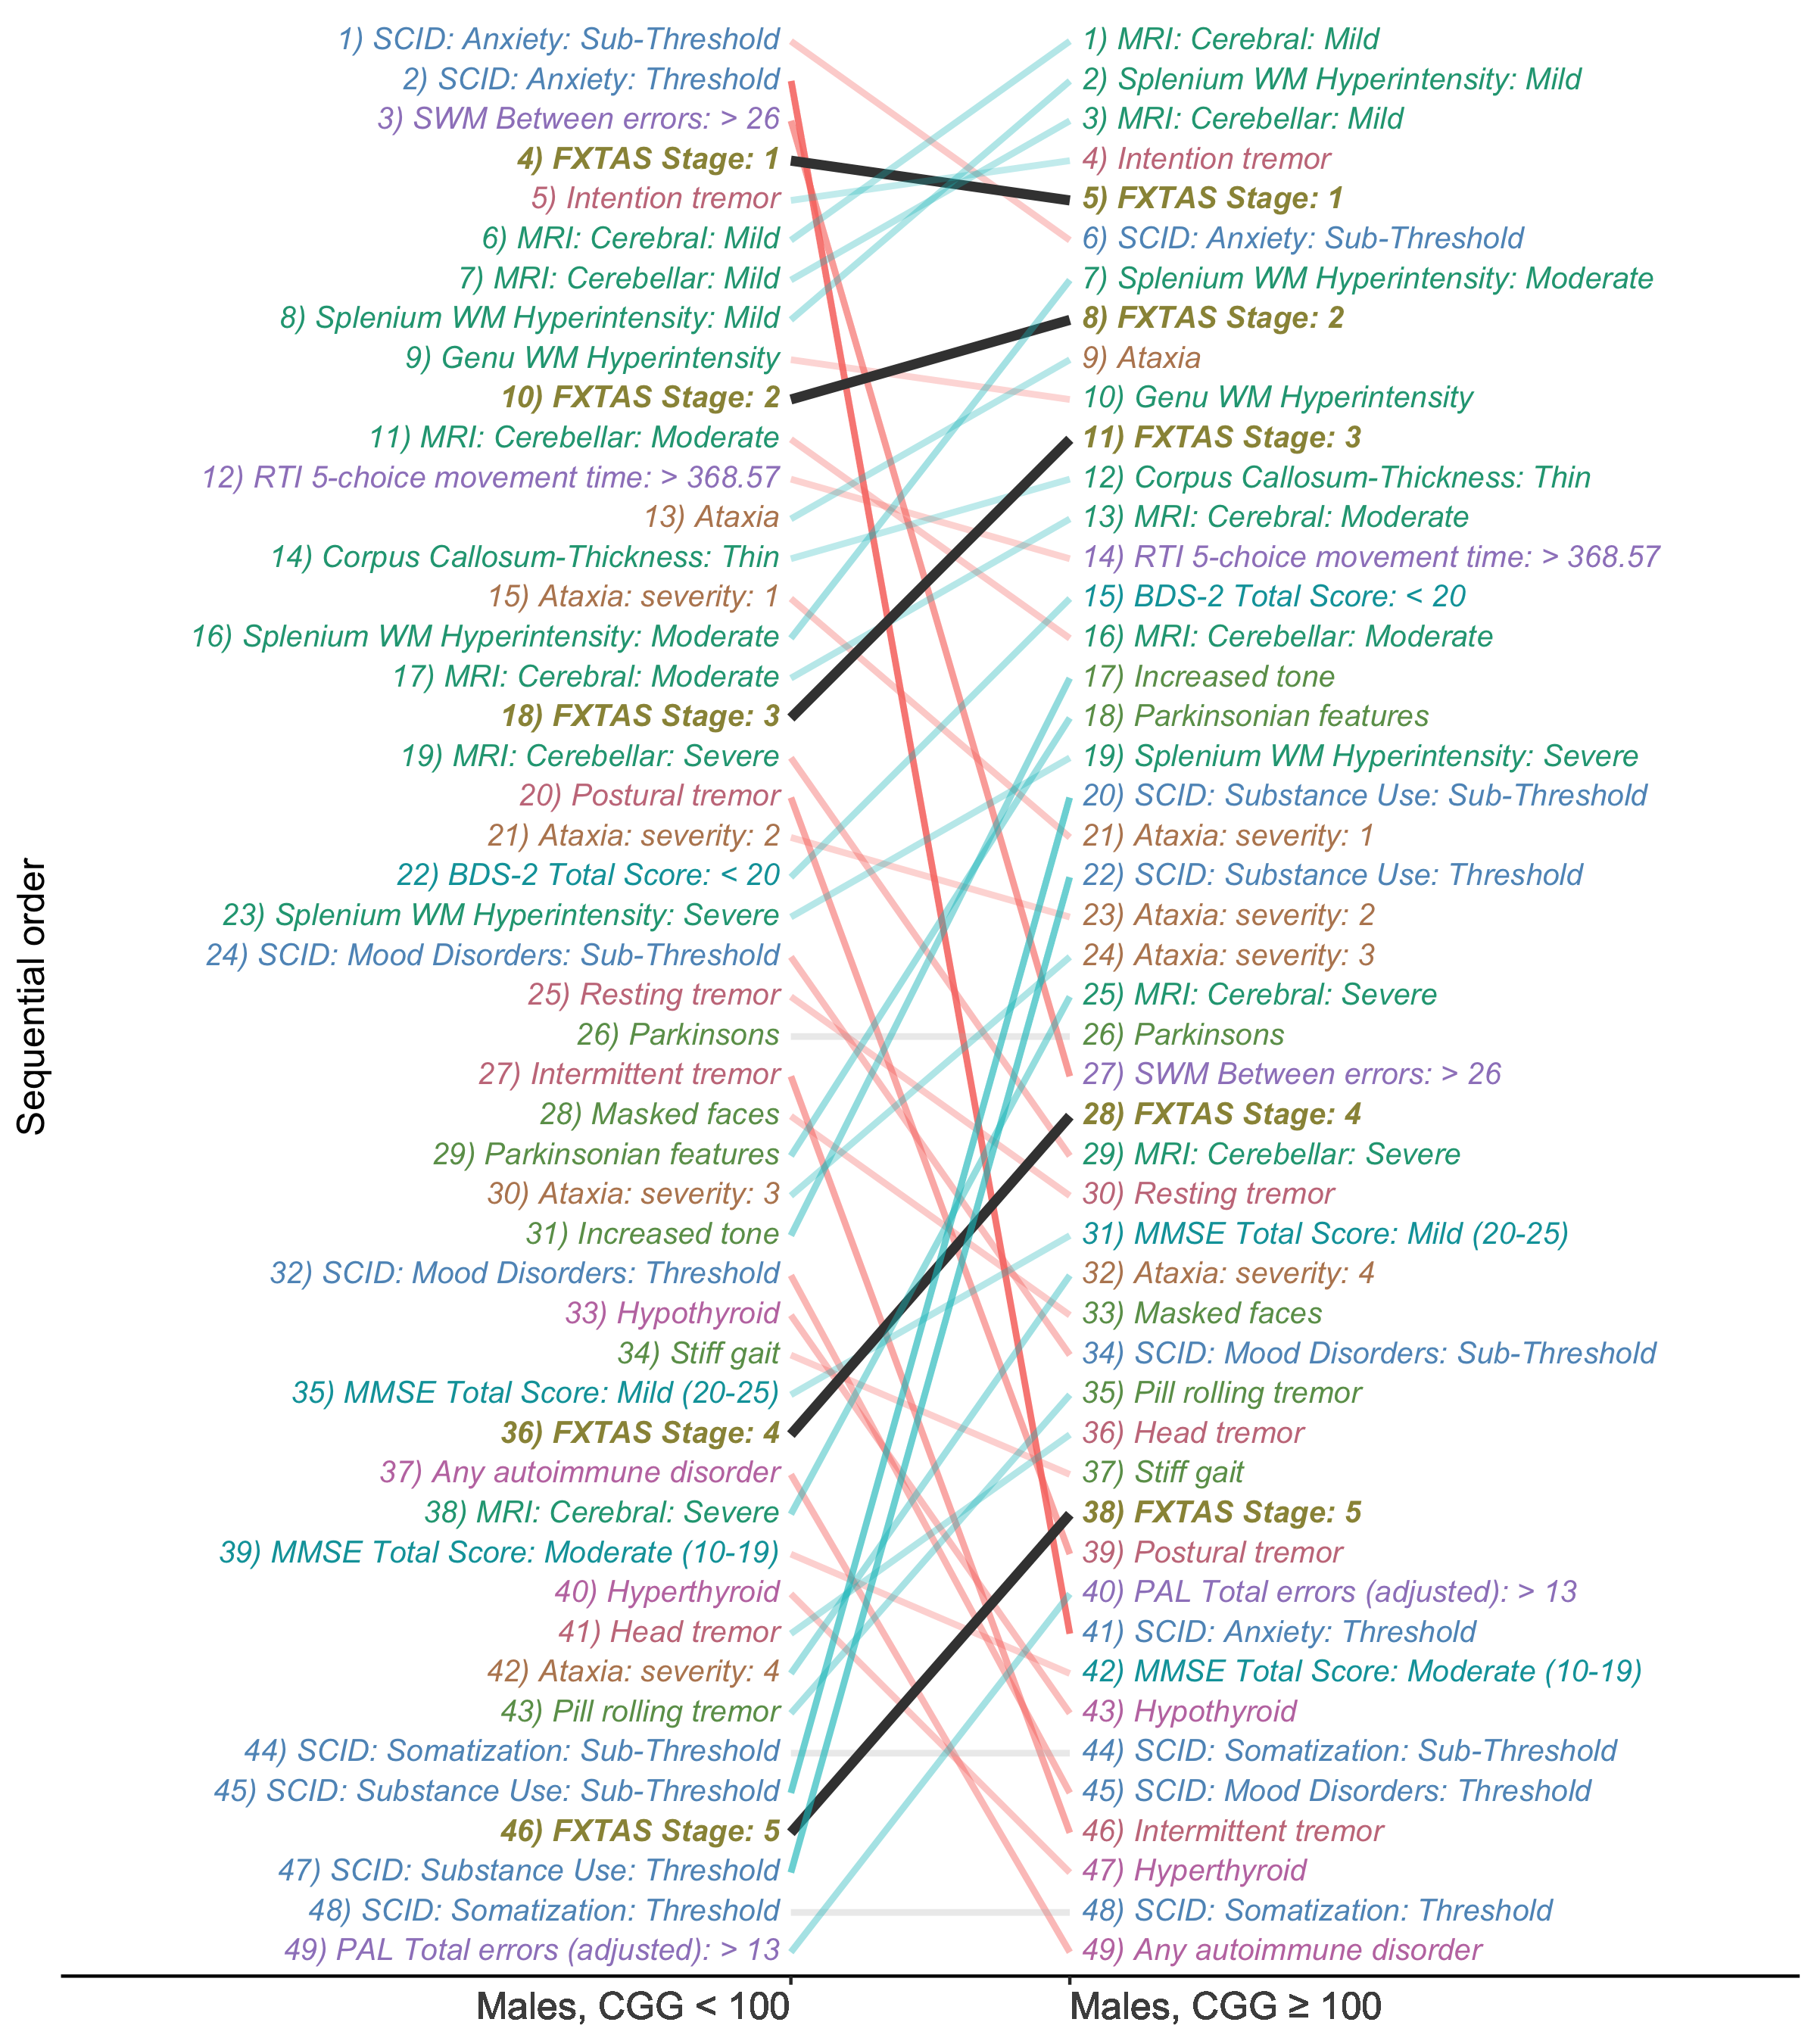 Sequential order
1) SCID: Anxiety: Sub-Threshold
2) SCID: Anxiety: Threshold
3) SWM Between errors: > 26
4) FXTAS Stage: 1
5) Intention tremor
6) MRI: Cerebral: Mild
7) MRI: Cerebellar: Mild
8) Splenium WM Hyperintensity: Mild
9) Genu WM Hyperintensity
10) FXTAS Stage: 2
11) MRI: Cerebellar: Moderate
12) RTI 5-choice movement time: > 368.57
13) Ataxia
14) Corpus Callosum-Thickness: Thin
15) Ataxia: severity: 1
16) Splenium WM Hyperintensity: Moderate
17) MRI: Cerebral: Moderate
18) FXTAS Stage: 3
19) MRI: Cerebellar: Severe
20) Postural tremor
21) Ataxia: severity: 2
22) BDS-2 Total Score: < 20
23) Splenium WM Hyperintensity: Severe
24) SCID: Mood Disorders: Sub-Threshold
25) Resting tremor
26) Parkinsons
27) Intermittent tremor
28) Masked faces
29) Parkinsonian features
30) Ataxia: severity: 3
31) Increased tone
32) SCID: Mood Disorders: Threshold
33) Hypothyroid
34) Stiff gait
35) MMSE Total Score: Mild (20-25)
36) FXTAS Stage: 4
37) Any autoimmune disorder
38) MRI: Cerebral: Severe
39) MMSE Total Score: Moderate (10-19)
40) Hyperthyroid
41) Head tremor
42) Ataxia: severity: 4
43) Pill rolling tremor
44) SCID: Somatization: Sub-Threshold
45) SCID: Substance Use: Sub-Threshold
46) FXTAS Stage: 5
47) SCID: Substance Use: Threshold
48) SCID: Somatization: Threshold
49) PAL Total errors (adjusted): > 13
Males, CGG < 100
1) MRI: Cerebral: Mild
2) Splenium WM Hyperintensity: Mild
3) MRI: Cerebellar: Mild
4) Intention tremor
5) FXTAS Stage: 1
6) SCID: Anxiety: Sub-Threshold
7) Splenium WM Hyperintensity: Moderate
8) FXTAS Stage: 2
9) Ataxia
10) Genu WM Hyperintensity
11) FXTAS Stage: 3
12) Corpus Callosum-Thickness: Thin
13) MRI: Cerebral: Moderate
14) RTI 5-choice movement time: > 368.57
15) BDS-2 Total Score: < 20
16) MRI: Cerebellar: Moderate
17) Increased tone
18) Parkinsonian features
19) Splenium WM Hyperintensity: Severe
20) SCID: Substance Use: Sub-Threshold
21) Ataxia: severity: 1
22) SCID: Substance Use: Threshold
23) Ataxia: severity: 2
24) Ataxia: severity: 3
25) MRI: Cerebral: Severe
26) Parkinsons
27) SWM Between errors: > 26
28) FXTAS Stage: 4
29) MRI: Cerebellar: Severe
30) Resting tremor
31) MMSE Total Score: Mild (20-25)
32) Ataxia: severity: 4
33) Masked faces
34) SCID: Mood Disorders: Sub-Threshold
35) Pill rolling tremor
36) Head tremor
37) Stiff gait
38) FXTAS Stage: 5
39) Postural tremor
40) PAL Total errors (adjusted): > 13
41) SCID: Anxiety: Threshold
42) MMSE Total Score: Moderate (10-19)
43) Hypothyroid
44) SCID: Somatization: Sub-Threshold
45) SCID: Mood Disorders: Threshold
46) Intermittent tremor
47) Hyperthyroid
48) SCID: Somatization: Threshold
49) Any autoimmune disorder
Males, CGG ≥ 100